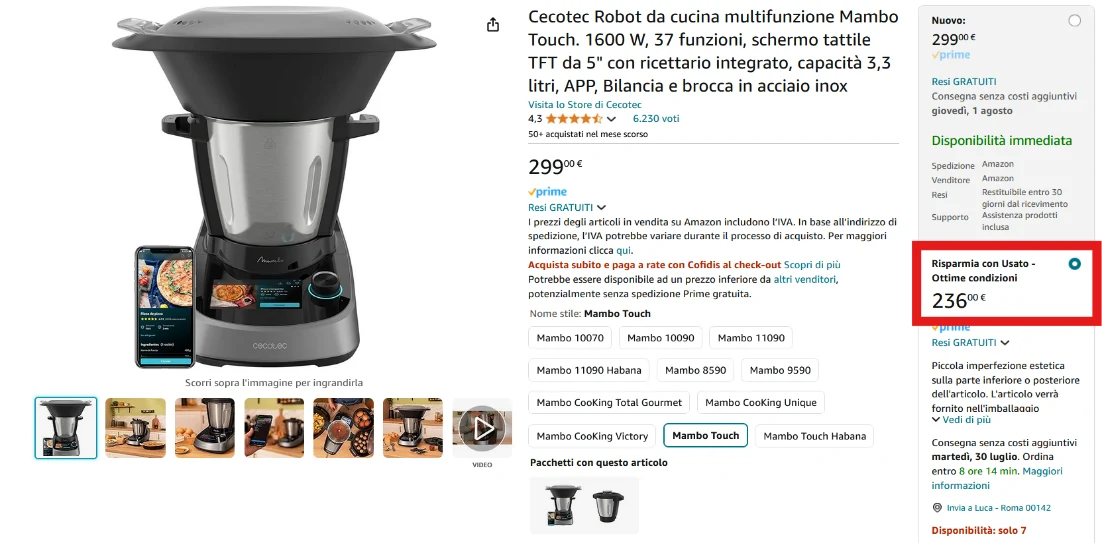 Cecotec Robot da cucina multifunzione Mambo
Touch. 1600 W, 37 funzioni, schermo tattile
TFT da 5" con ricettario integrato, capacità 3,3
litri, APP, Bilancia e brocca in acciaio inox
Visita lo Store di Cecotec
4,3
6.230 voti
50+ acquistati nel mese scorso
299,00 €
prime
Resi GRATUITI
I prezzi degli articoli in vendita su Amazon includono l'IVA. In base all'indirizzo di
spedizione, l'IVA potrebbe variare durante il processo di acquisto. Per maggiori
informazioni clicca qui.
Acquista subito e paga a rate con Cofidis al check-out Scopri di più
Potrebbe essere disponibile ad un prezzo inferiore da altri venditori,
potenzialmente senza spedizione Prime gratuita.
Nome stile: Mambo Touch
Mambo 10070
Mambo 10090
Mambo 11090
Mambo 11090 Habana
Mambo 8590
Mambo 9590
Mambo CooKing Total Gourmet
Mambo CooKing Unique
Mambo CooKing Victory
Mambo Touch
Mambo Touch Habana
Pacchetti con questo articolo
Mambo
cecotec
Scorri sopra l'immagine per ingrandirla
VIDEO
Nuovo:
299,00 €
prime
Resi GRATUITI
Consegna senza costi aggiuntivi
giovedì, 1 agosto
Disponibilità immediata
Spedizione Amazon
Venditore Amazon
Resi Restituibile entro 30
giorni dal ricevimento
Supporto Assistenza prodotti
inclusa
Risparmia con Usato -
Ottime condizioni
236,00 €
prime
Resi GRATUITI
Piccola imperfezione estetica
sulla parte inferiore o posteriore
dell'articolo. L'articolo verrà
fornito nell'imballaggio
Vedi di più
Consegna senza costi aggiuntivi
martedì, 30 luglio. Ordina
entro 8 ore 14 min. Maggiori
informazioni
Invia a Luca - Roma 00142
Disponibilità: solo 7